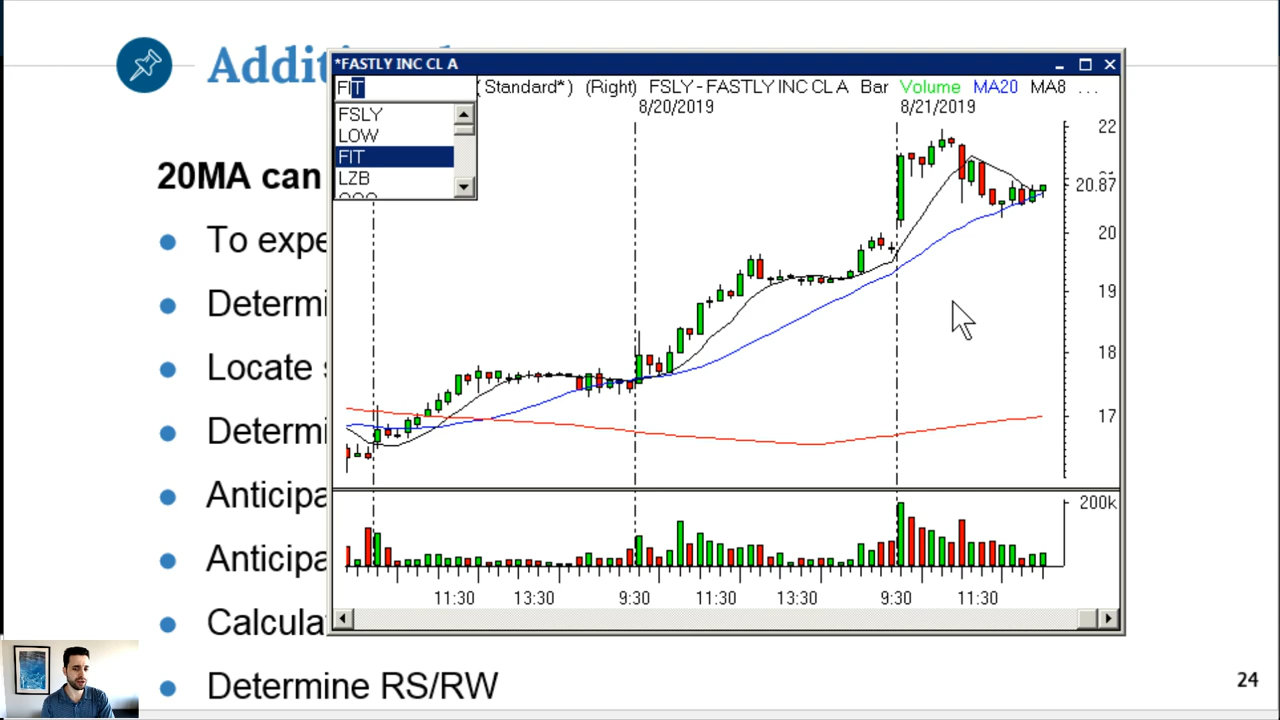 Additional
*FASTLY INC CL A
FIT
(Standard*) (Right) FSLY - FASTLY INC CL A Bar Volume MA20 MA8 ...
8/20/2019
8/21/2019
FSLY
LOW
FIT
LZB
22
20.87
20
19
18
17
200k
11:30 13:30 9:30 11:30 13:30 9:30 11:30
20MA can
To expe
Determi
Locate s
Determi
Anticipa
Anticipa
Calcula
Determine RS/RW
24